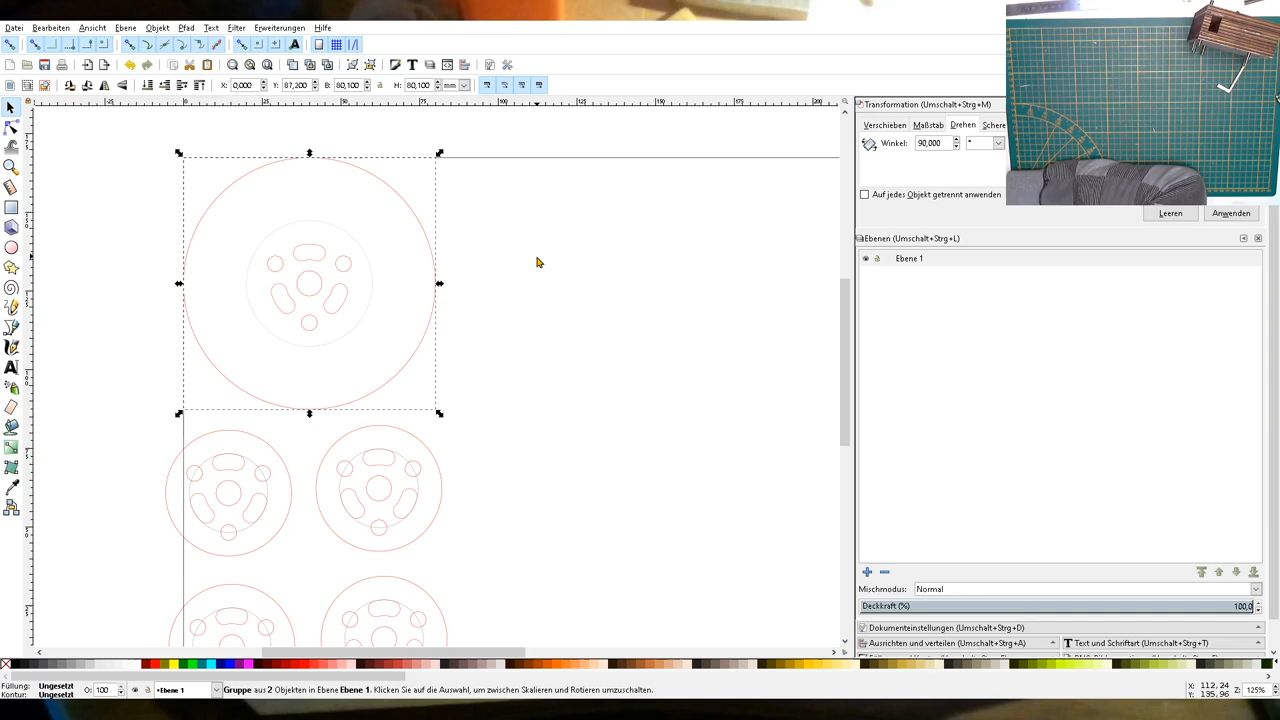 Datei Bearbeiten Ansicht Ebene Objekt Pfad Text Filter Erweiterungen Hilfe
X: 0,000 Y: 87,200 B: 80,100 H: 80,100 mm
Transformation (Umschalt+Strg+M)
Verschieben Maßstab Drehen Schere
Winkel: 90,000 °
Auf jedes Objekt getrennt anwenden
Leeren Anwenden
Ebenen (Umschalt+Strg+L)
Ebene 1
Mischmodus: Normal
Deckkraft (%) 100,0
Dokumenteinstellungen (Umschalt+Strg+D)
Ausrichten und verteilen (Umschalt+Strg+A) Text und Schriftart (Umschalt+Strg+T)
Füllung: Ungesetzt
Kontur: Ungesetzt
O: 100
•Ebene 1
Gruppe aus 2 Objekten in Ebene Ebene 1. Klicken Sie auf die Auswahl, um zwischen Skalieren und Rotieren umzuschalten.
X: 112,24
Y: 135,96
Z: 125%